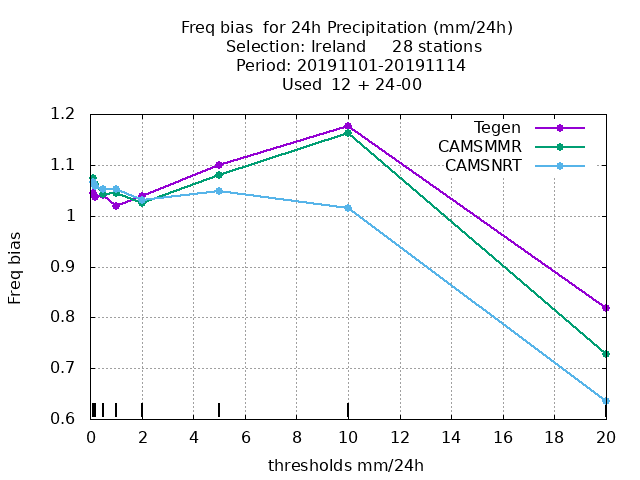 Freq bias  for 24h Precipitation (mm/24h)
Selection: Ireland     28 stations
Period: 20191101-20191114
Used  12 + 24-00
1.2
1.1
1
0.9
0.8
0.7
0.6
Freq bias
Tegen
CAMSMMR
CAMSNRT
0 2 4 6 8 10 12 14 16 18 20
thresholds mm/24h